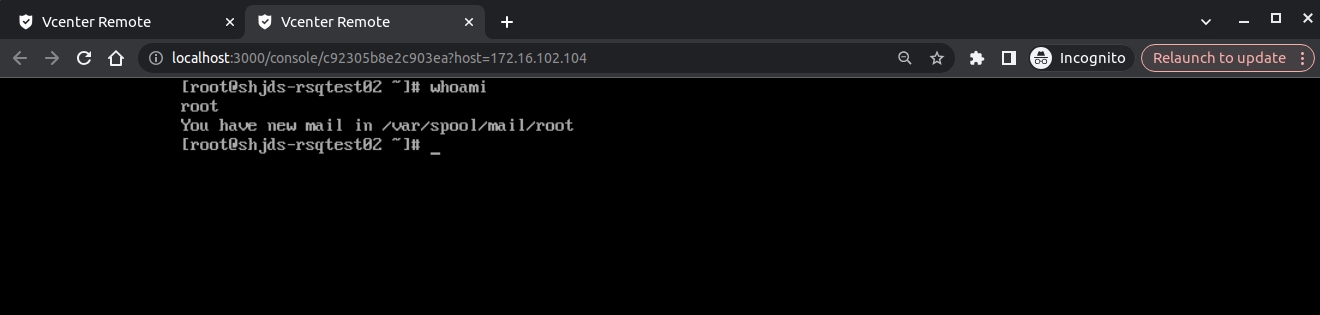 Vcenter Remote
Vcenter Remote
localhost:3000/console/c92305b8e2c903ea?host=172.16.102.104
Incognito
Relaunch to update
[root@shjds-rsqtest02 ~]# whoami
root
You have new mail in /var/spool/mail/root
[root@shjds-rsqtest02 ~]# _